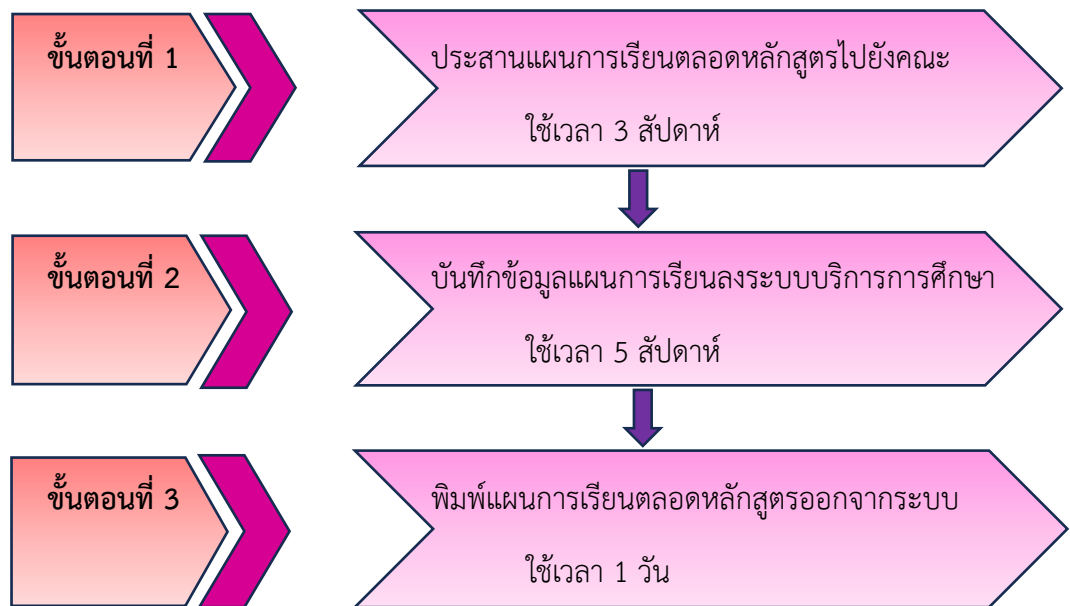 ขั้นตอนที่ 1
ประสานแผนการเรียนตลอดหลักสูตรไปยังคณะ
ใช้เวลา 3 สัปดาห์
ขั้นตอนที่ 2
บันทึกข้อมูลแผนการเรียนลงระบบบริการการศึกษา
ใช้เวลา 5 สัปดาห์
ขั้นตอนที่ 3
พิมพ์แผนการเรียนตลอดหลักสูตรออกจากระบบ
ใช้เวลา 1 วัน